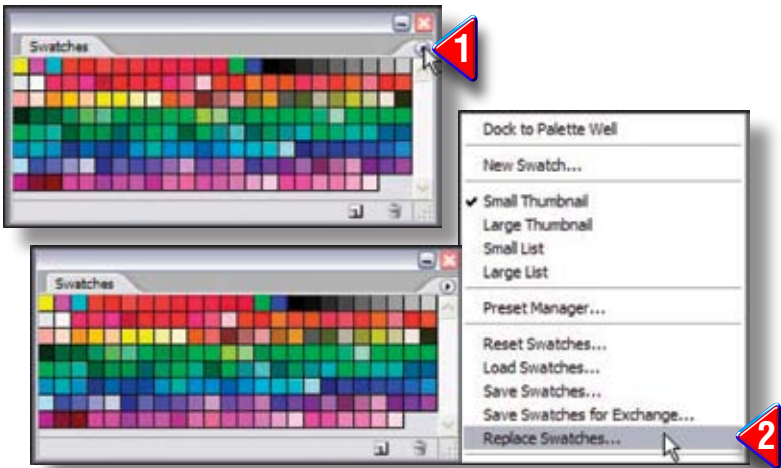 Swatches
1
Dock to Palette Well
New Swatch...
Small Thumbnail
Large Thumbnail
Small List
Large List
Preset Manager...
Reset Swatches...
Load Swatches...
Save Swatches...
Save Swatches for Exchange...
Replace Swatches...
2
Swatches